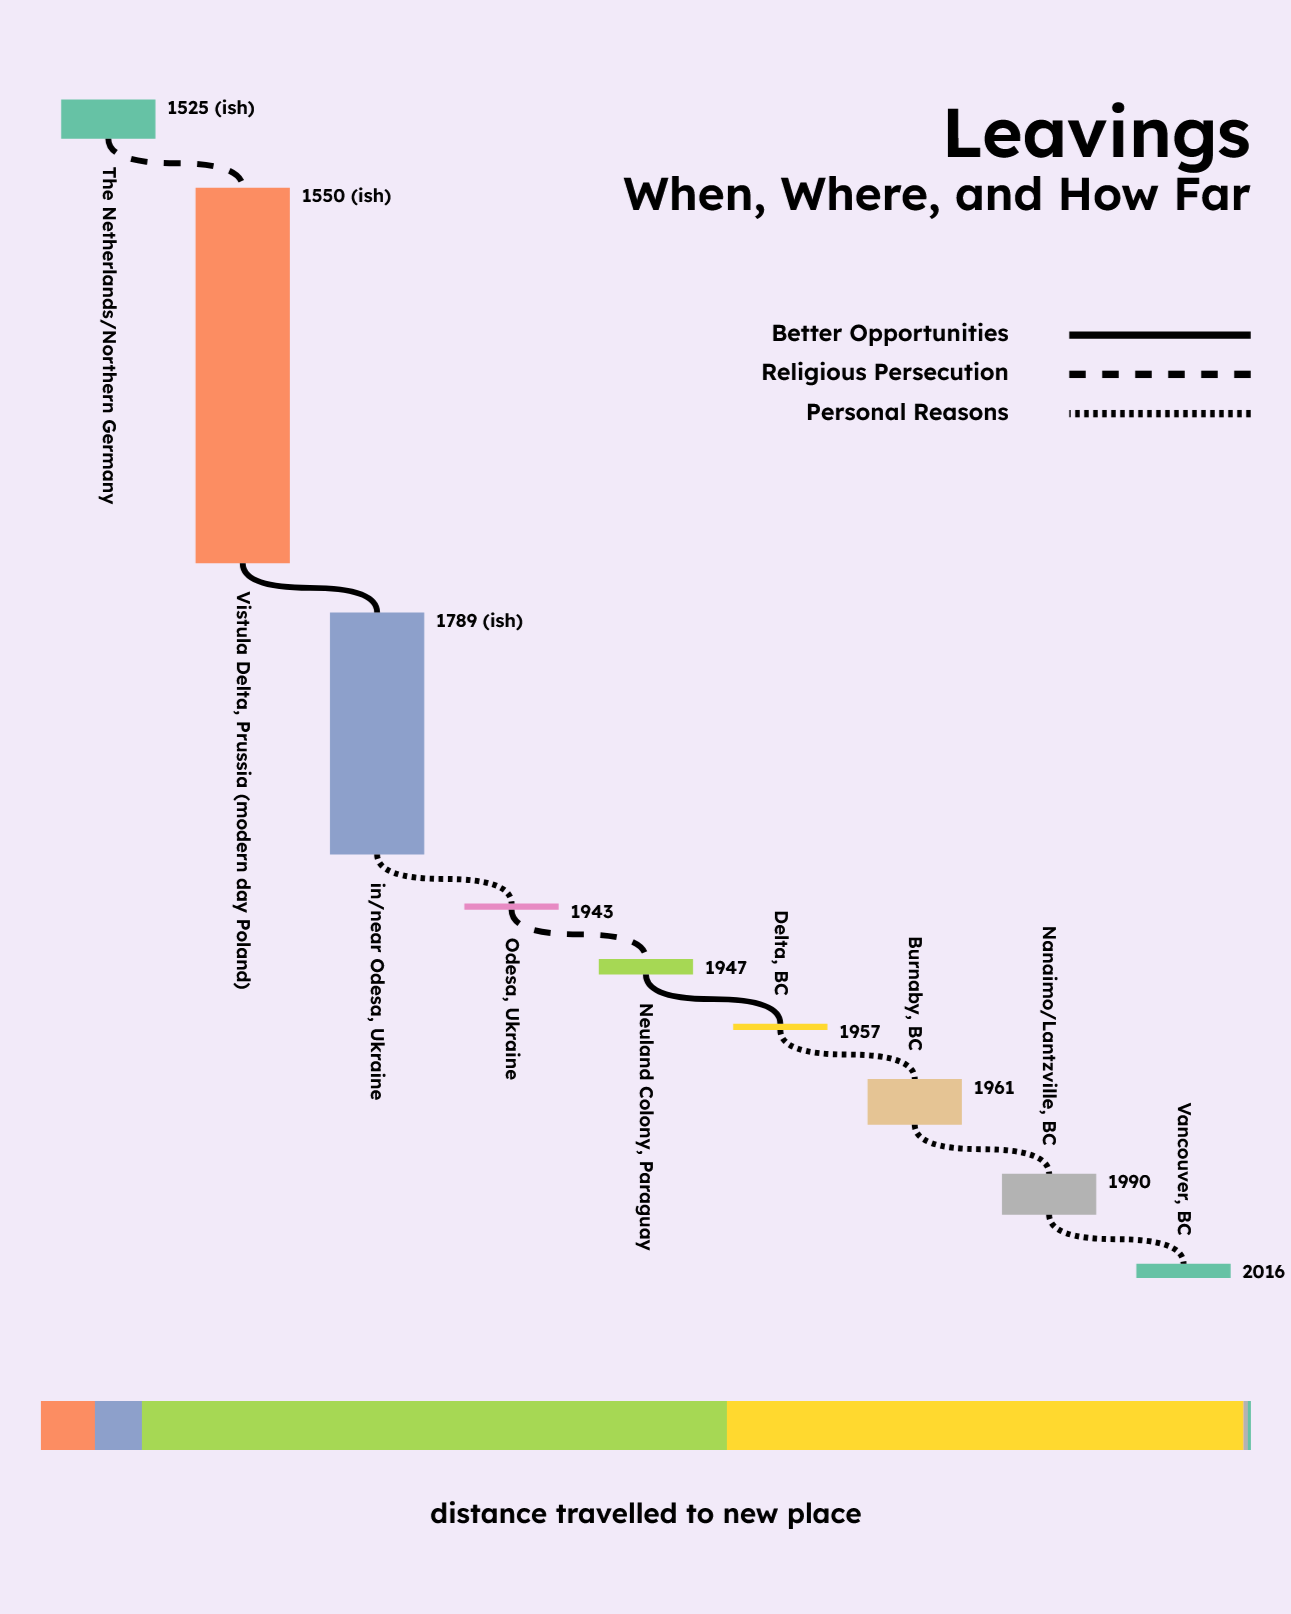 Leavings
When, Where, and How Far
Better Opportunities
Religious Persecution
Personal Reasons
1525 (ish)
The Netherlands/Northern Germany
1550 (ish)
Vistula Delta, Prussia (modern day Poland)
1789 (ish)
in/near Odesa, Ukraine
1943
Odesa, Ukraine
1947
Neuland Colony, Paraguay
Delta, BC
1957
Burnaby, BC
1961
Nanaimo/Lantzville, BC
1990
Vancouver, BC
2016
distance travelled to new place